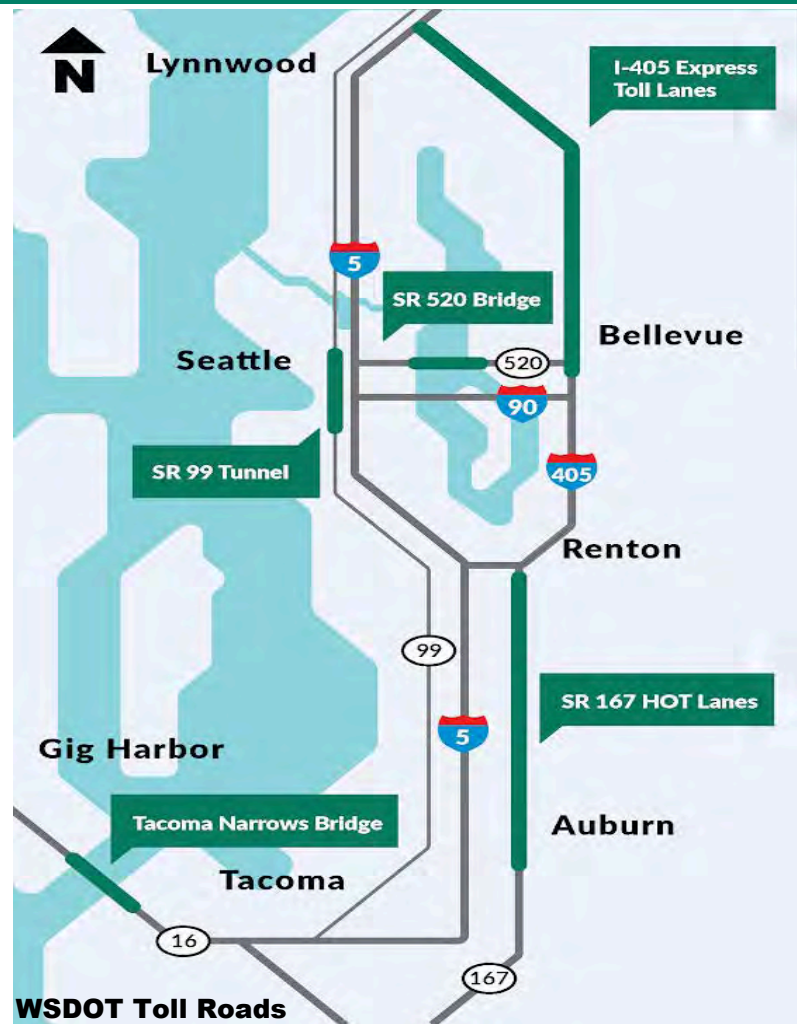 N
Lynnwood
I-405 Express
Toll Lanes
5
SR 520 Bridge
Bellevue
Seattle
520
90
SR 99 Tunnel
405
Renton
99
SR 167 HOT Lanes
5
Gig Harbor
Tacoma Narrows Bridge
Auburn
Tacoma
16
167
WSDOT Toll Roads